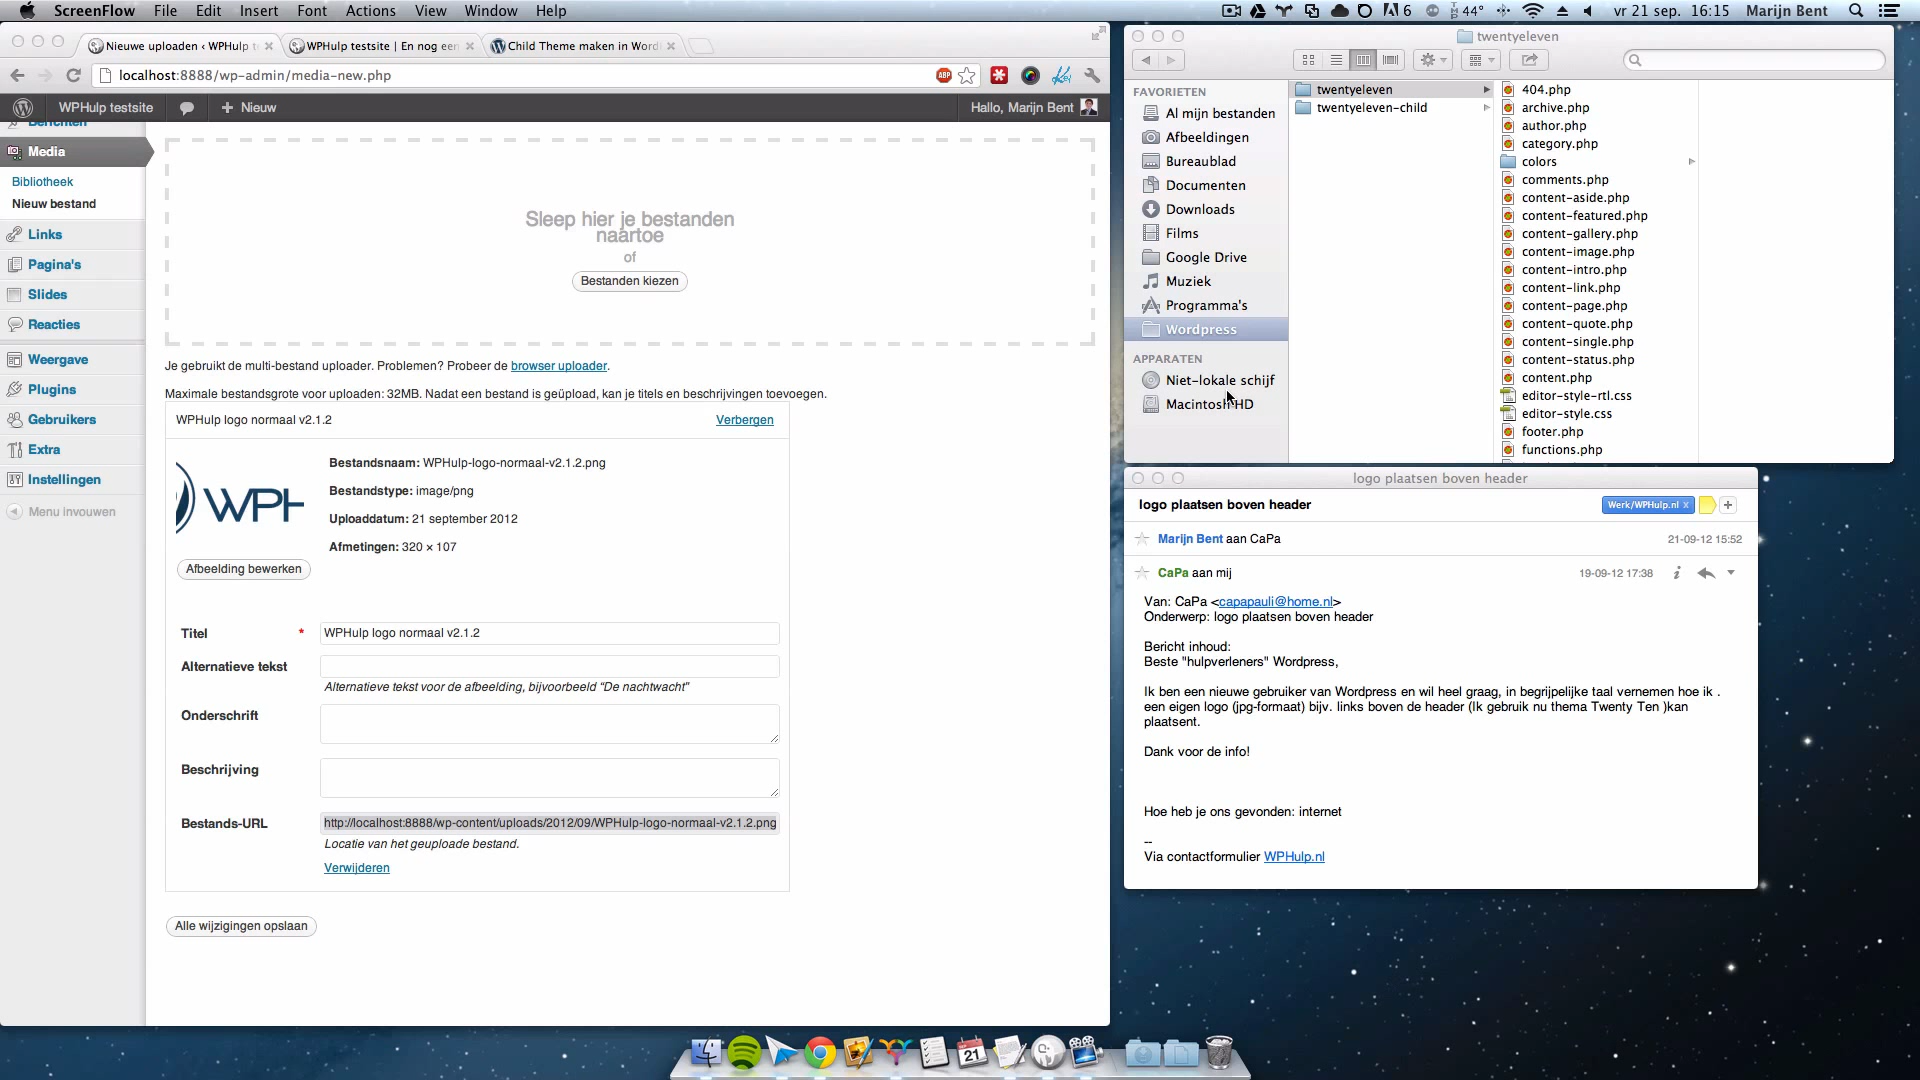 ScreenFlow File Edit Insert Font Actions View Window Help
6 44° vr 21 sep. 16:15 Marijn Bent
Nieuwe uploaden ‹ WPHulp t
WPHulp testsite | En nog een
Child Theme maken in Word
localhost:8888/wp-admin/media-new.php
ABP
WPHulp testsite
+ Nieuw
Hallo, Marijn Bent
Berichten
Media
Bibliotheek
Nieuw bestand
Links
Pagina's
Slides
Reacties
Weergave
Plugins
Gebruikers
Extra
Instellingen
Menu invouwen
Sleep hier je bestanden
naartoe
of
Bestanden kiezen
Je gebruikt de multi-bestand uploader. Problemen? Probeer de browser uploader.
Maximale bestandsgrote voor uploaden: 32MB. Nadat een bestand is geüpload, kan je titels en beschrijvingen toevoegen.
WPHulp logo normaal v2.1.2
Verbergen
WPH
Bestandsnaam: WPHulp-logo-normaal-v2.1.2.png
Bestandstype: image/png
Uploaddatum: 21 september 2012
Afmetingen: 320 × 107
Afbeelding bewerken
Titel * WPHulp logo normaal v2.1.2
Alternatieve tekst
Alternatieve tekst voor de afbeelding, bijvoorbeeld “De nachtwacht”
Onderschrift
Beschrijving
Bestands-URL http://localhost:8888/wp-content/uploads/2012/09/WPHulp-logo-normaal-v2.1.2.png
Locatie van het geuploade bestand.
Verwijderen
Alle wijzigingen opslaan
twentyeleven
FAVORIETEN
Al mijn bestanden
Afbeeldingen
Bureaublad
Documenten
Downloads
Films
Google Drive
Muziek
Programma's
Wordpress
APPARATEN
Niet-lokale schijf
Macintosh HD
twentyeleven
twentyeleven-child
404.php
archive.php
author.php
category.php
colors
comments.php
content-aside.php
content-featured.php
content-gallery.php
content-image.php
content-intro.php
content-link.php
content-page.php
content-quote.php
content-single.php
content-status.php
content.php
editor-style-rtl.css
editor-style.css
footer.php
functions.php
logo plaatsen boven header
logo plaatsen boven header
Werk/WPHulp.nl x
+
Marijn Bent aan CaPa
21-09-12 15:52
CaPa aan mij
19-09-12 17:38
Van: CaPa <capapauli@home.nl>
Onderwerp: logo plaatsen boven header
Bericht inhoud:
Beste "hulpverleners" Wordpress,
Ik ben een nieuwe gebruiker van Wordpress en wil heel graag, in begrijpelijke taal vernemen hoe ik .
een eigen logo (jpg-formaat) bijv. links boven de header (Ik gebruik nu thema Twenty Ten )kan
plaatsent.
Dank voor de info!
Hoe heb je ons gevonden: internet
--
Via contactformulier WPHulp.nl
21